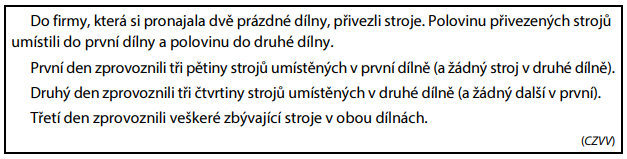 Do firmy, která si pronajala dvě prázdné dílny, přivezli stroje. Polovinu přivezených strojů
umístili do první dílny a polovinu do druhé dílny.
První den zprovoznili tři pětiny strojů umístěných v první dílně (a žádný stroj v druhé dílně).
Druhý den zprovoznili tři čtvrtiny strojů umístěných v druhé dílně (a žádný další v první).
Třetí den zprovoznili veškeré zbývající stroje v obou dílnách.
(CZVV)